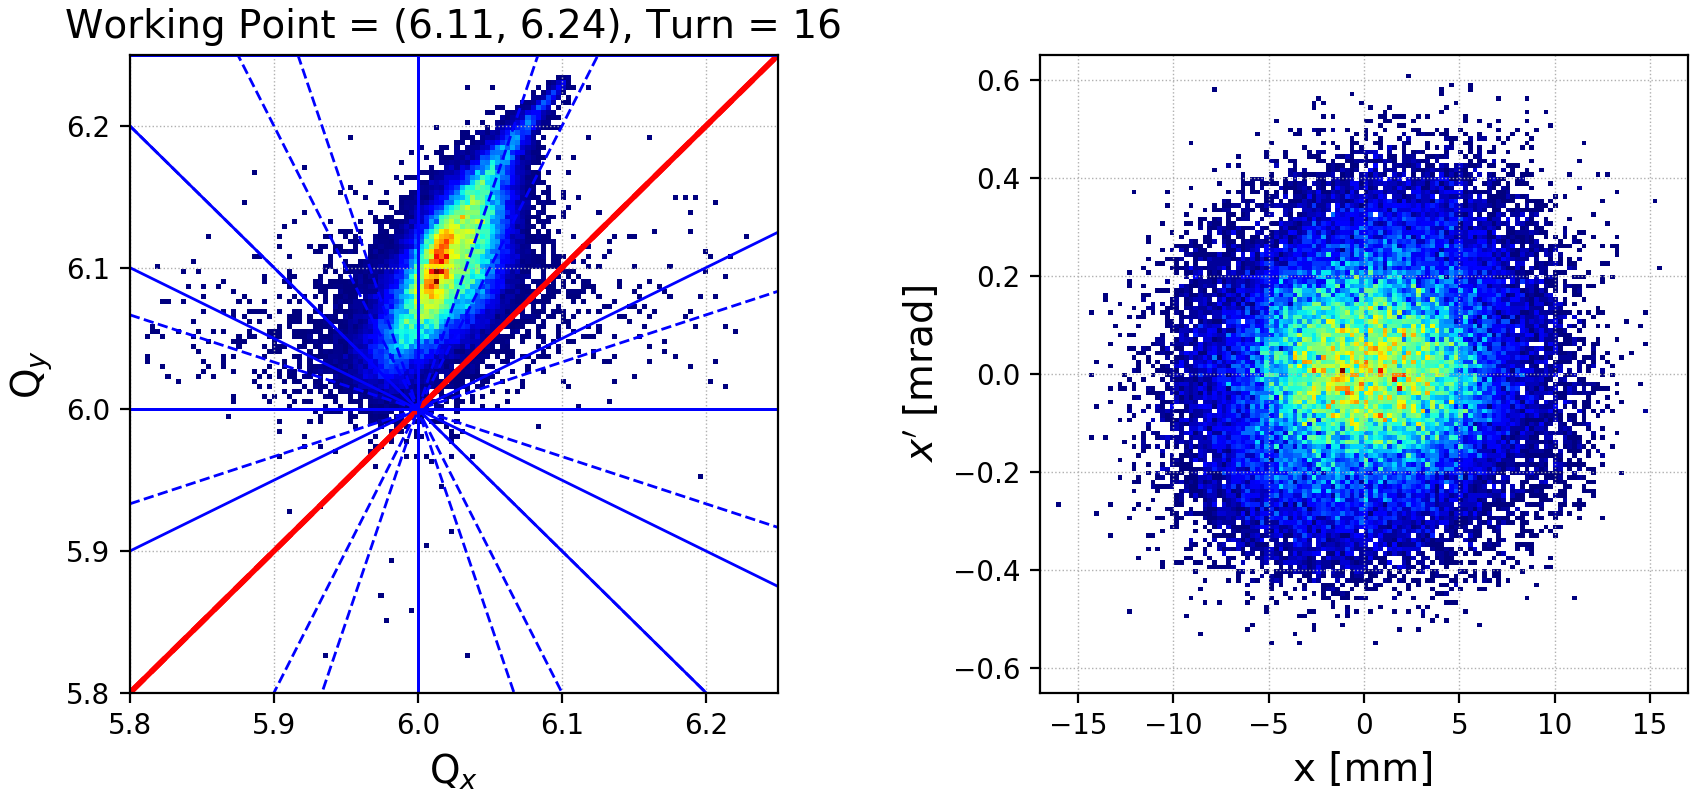 Working Point = (6.11, 6.24), Turn = 16
6.2
6.1
6.0
5.9
5.8
Q_y
5.8 5.9 6.0 6.1 6.2
Q_x
0.6
0.4
0.2
0.0
−0.2
−0.4
−0.6
x′ [mrad]
−15 −10 −5 0 5 10 15
x [mm]